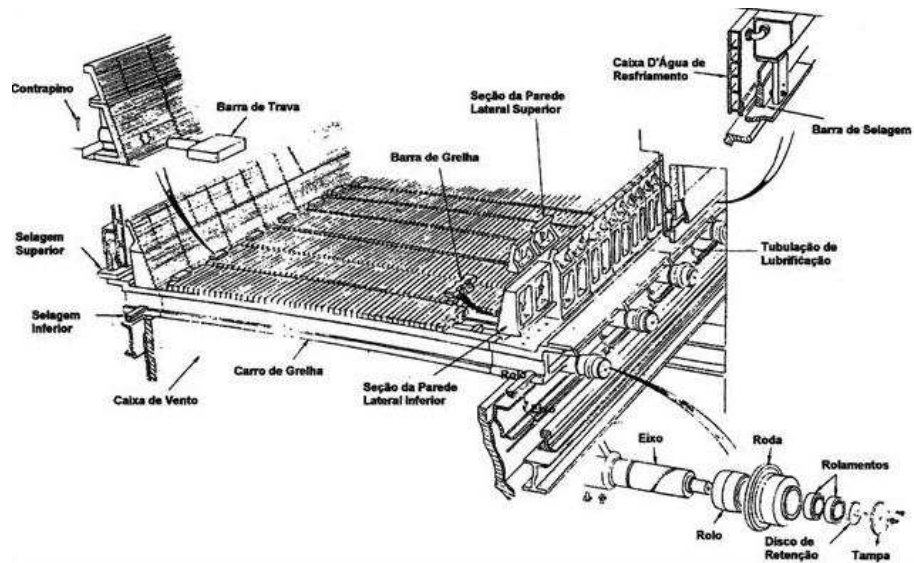 Contrapino
Barra de Trava
Seção da Parede
Lateral Superior
Caixa D'Água de
Resfriamento
Barra de Selagem
Barra de Grelha
Selagem
Superior
Tubulação de
Lubrificação
Selagem
Inferior
Carro de Grelha
Caixa de Vento
Seção da Parede
Lateral Inferior
Rolo
Eixo
Eixo
Roda
Rolamentos
Rolo
Disco de
Retenção
Tampa